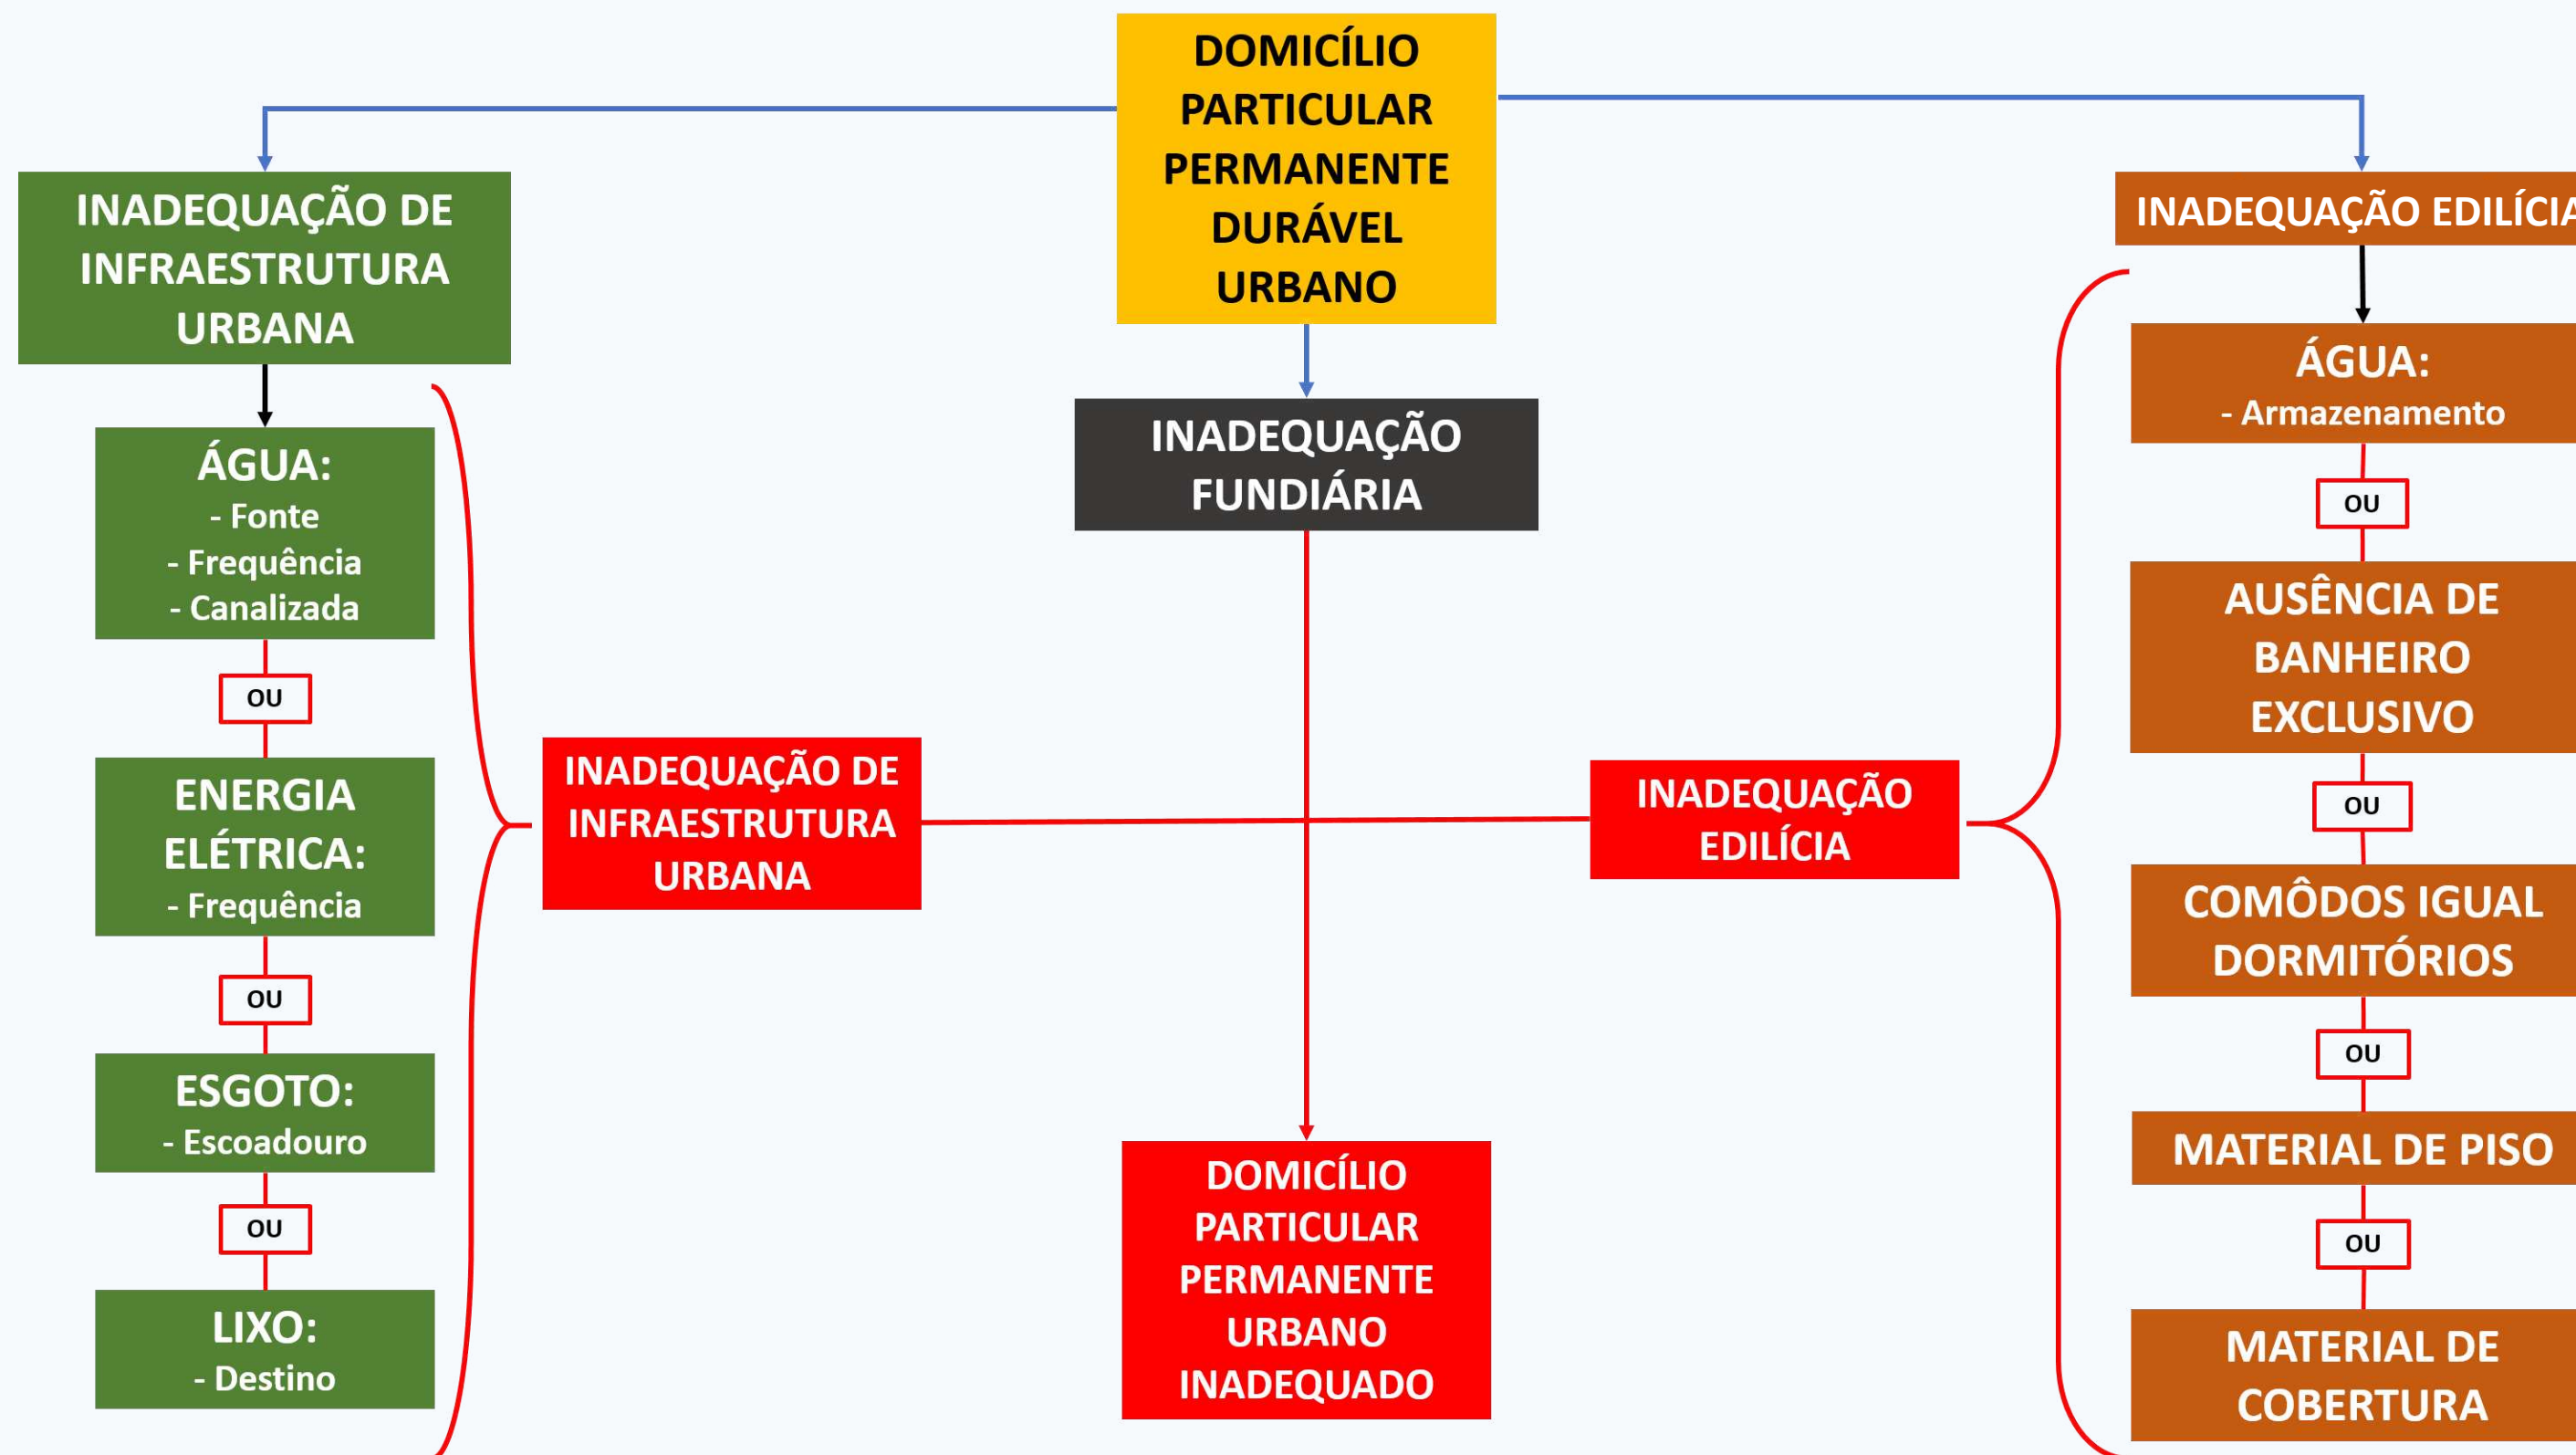 DOMICÍLIO
PARTICULAR
PERMANENTE
DURÁVEL
URBANO
INADEQUAÇÃO DE
INFRAESTRUTURA
URBANA
ÁGUA:
- Fonte
- Frequência
- Canalizada
OU
ENERGIA
ELÉTRICA:
- Frequência
OU
ESGOTO:
- Escoadouro
OU
LIXO:
- Destino
INADEQUAÇÃO DE
INFRAESTRUTURA
URBANA
INADEQUAÇÃO
FUNDIÁRIA
DOMICÍLIO
PARTICULAR
PERMANENTE
URBANO
INADEQUADO
INADEQUAÇÃO
EDILÍCIA
INADEQUAÇÃO EDILÍCIA
ÁGUA:
- Armazenamento
OU
AUSÊNCIA DE
BANHEIRO
EXCLUSIVO
OU
COMÔDOS IGUAL
DORMITÓRIOS
OU
MATERIAL DE PISO
OU
MATERIAL DE
COBERTURA